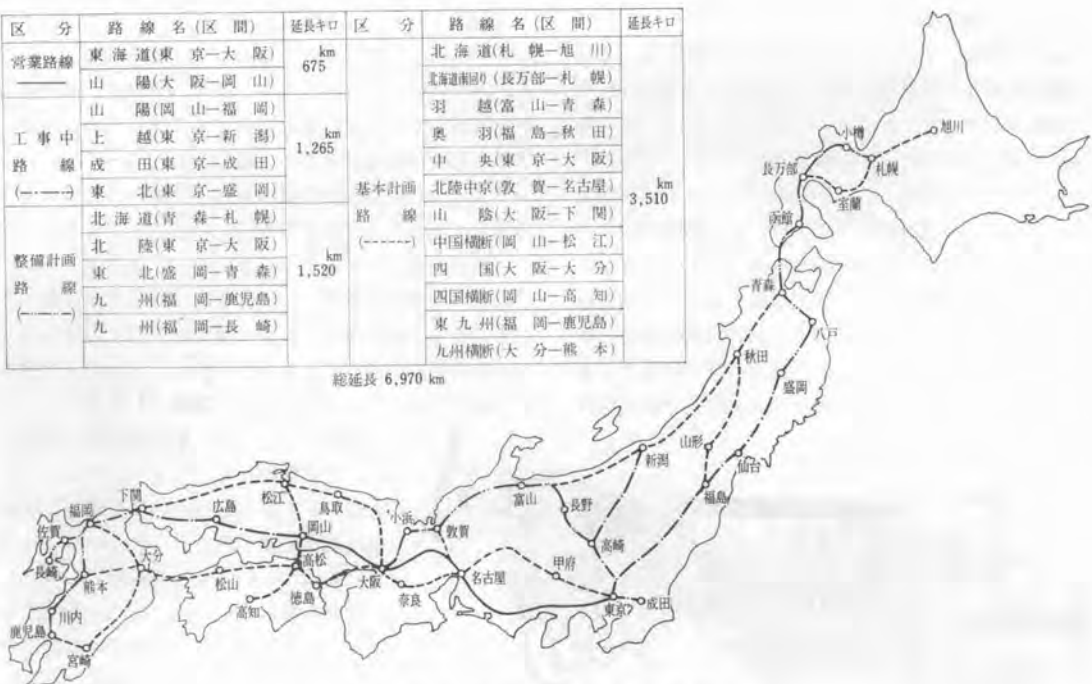 区分 路線名(区間) 延長キロ 区分 路線名(区間) 延長キロ
営業路線
東海道(東京－大阪)
山陽(大阪－岡山)
km
675
工事中
路線
(－・－・－)
山陽(岡山－福岡)
上越(東京－新潟)
成田(東京－成田)
東北(東京－盛岡)
km
1,265
整備計画
路線
(－・－)
北海道(青森－札幌)
北陸(東京－大阪)
東北(盛岡－青森)
九州(福岡－鹿児島)
九州(福岡－長崎)
km
1,520
基本計画
路線
(------)
北海道(札幌－旭川)
北海道南回り(長万部－札幌)
羽越(富山－青森)
奥羽(福島－秋田)
中央(東京－大阪)
北陸中京(敦賀－名古屋)
山陰(大阪－下関)
中国横断(岡山－松江)
四国(大阪－大分)
四国横断(岡山－高知)
東九州(福岡－鹿児島)
九州横断(大分－熊本)
km
3,510
総延長 6,970 km
旭川
小樽
札幌
長万部
室蘭
函館
青森
八戸
秋田
盛岡
山形
仙台
新潟
福島
富山
長野
高崎
小浜
敦賀
甲府
東京
成田
名古屋
奈良
大阪
松江
鳥取
岡山
広島
下関
福岡
佐賀
長崎
大分
熊本
高松
松山
徳島
高知
川内
鹿児島
宮崎